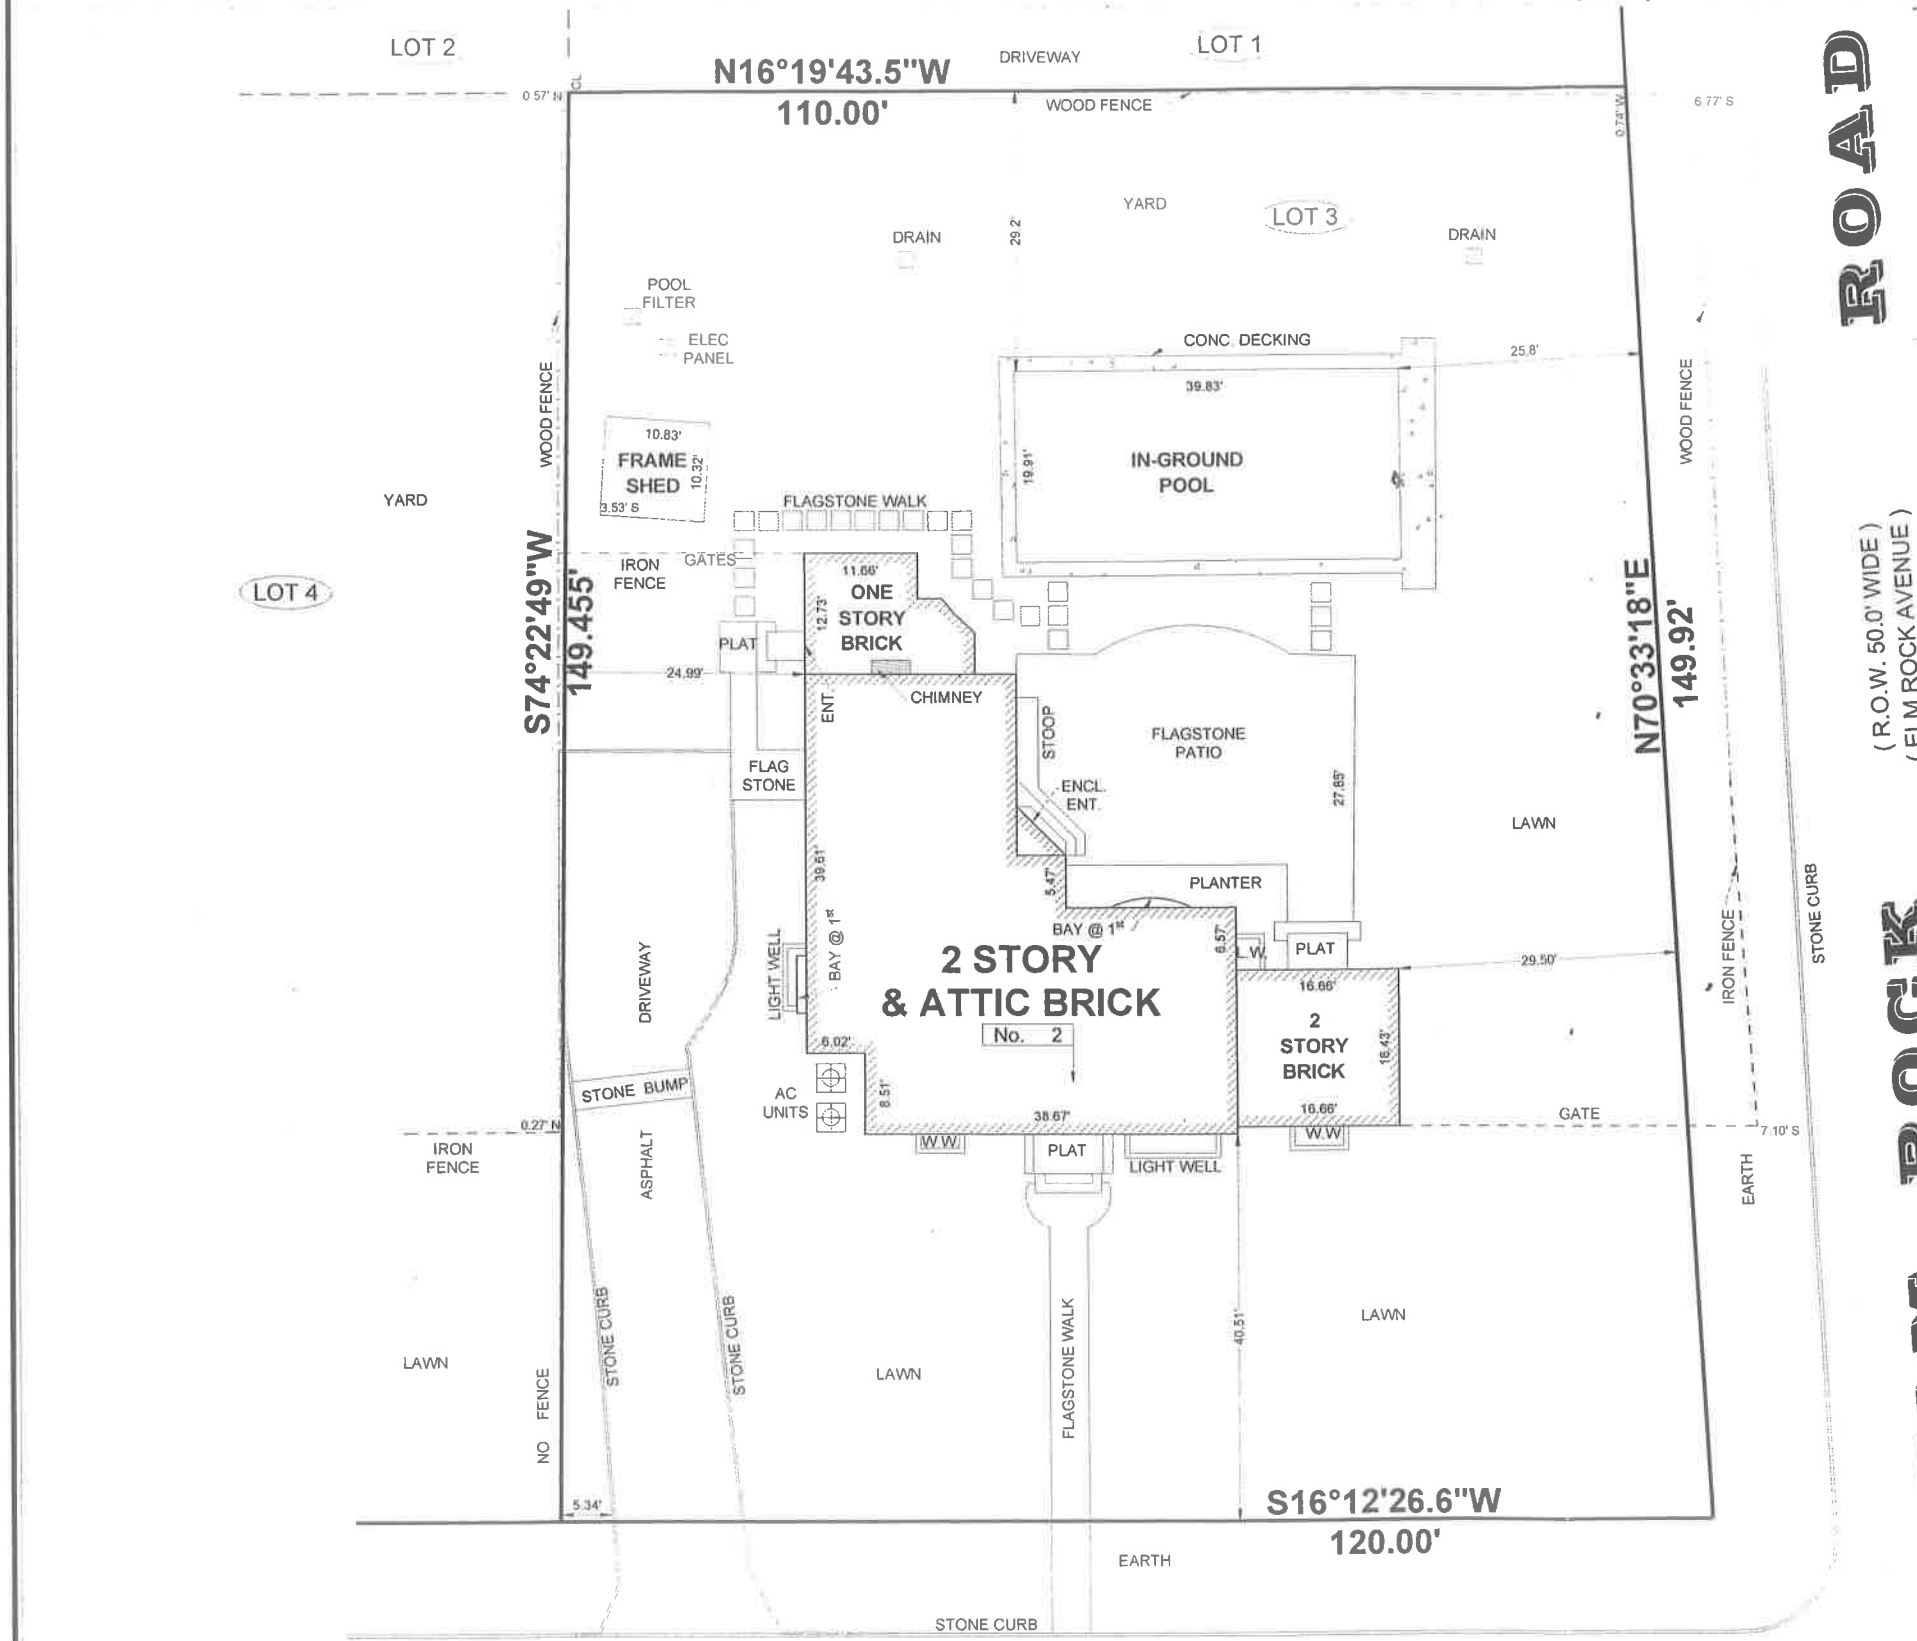 LOT 2
N16°19'43.5"W
DRIVEWAY
LOT 1
0.57' N
110.00'
WOOD FENCE
0.74' W
6.77' S
ROAD
YARD
LOT 3
29.2'
DRAIN
DRAIN
POOL
FILTER
ELEC
PANEL
CONC. DECKING
25.8'
39.83'
WOOD FENCE
WOOD FENCE
10.83'
FRAME
SHED
10.32'
3.53' S
19.91'
IN-GROUND
POOL
YARD
FLAGSTONE WALK
GATES
IRON
FENCE
LOT 4
S74°22'49"W
149.455'
11.66'
ONE
STORY
BRICK
12.73'
PLAT
24.99'
ENT
CHIMNEY
N70°33'18"E
149.92'
( R.O.W. 50.0' WIDE )
( ELM ROCK AVENUE )
STOOP
FLAGSTONE
PATIO
FLAG
STONE
ENCL.
ENT.
27.85'
LAWN
39.61'
5.47'
PLANTER
BAY @ 1st
BAY @ 1st
6.57'
L.W.
PLAT
LIGHT WELL
DRIVEWAY
2 STORY
& ATTIC BRICK
No. 2
29.50'
IRON FENCE
STONE CURB
ROCK
16.66'
2
STORY
BRICK
16.43'
16.66'
6.02'
8.51'
STONE BUMP
AC
UNITS
38.67'
GATE
0.27' N
7.10' S
IRON
FENCE
ASPHALT
W.W
PLAT
LIGHT WELL
W.W
EARTH
STONE CURB
STONE CURB
FLAGSTONE WALK
40.51'
LAWN
LAWN
LAWN
NO FENCE
5.34'
S16°12'26.6"W
120.00'
EARTH
STONE CURB